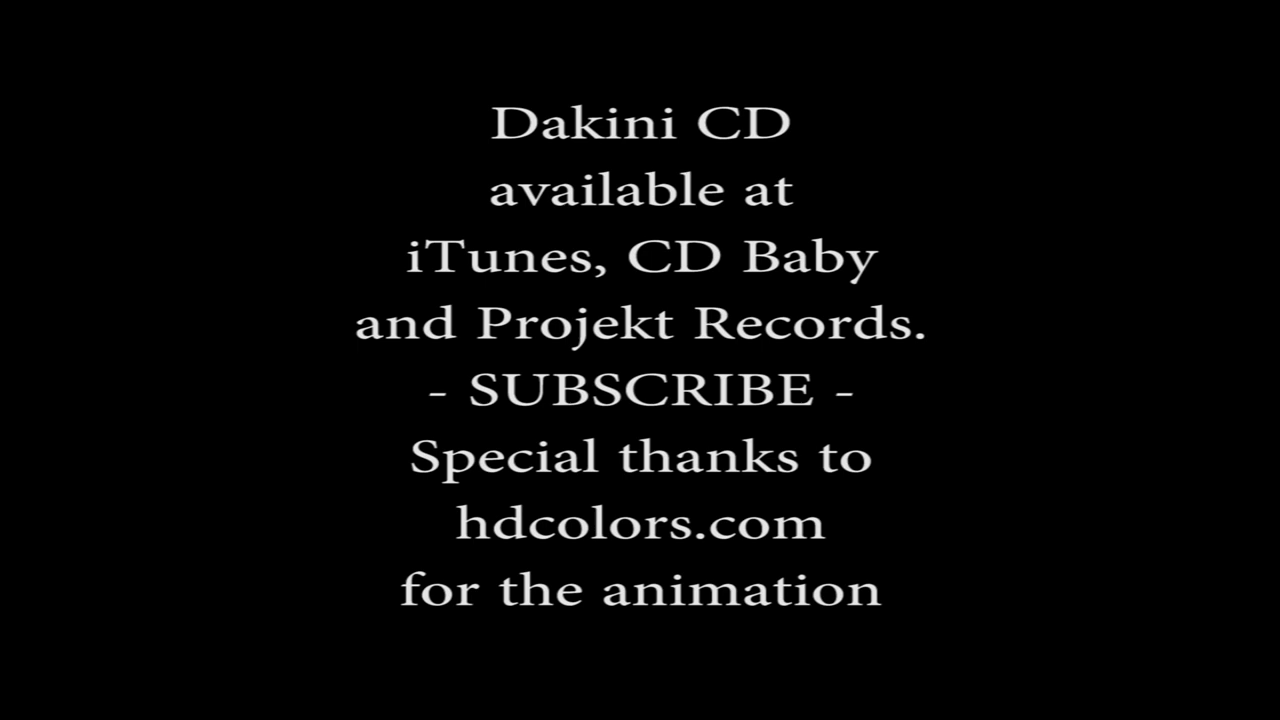 Dakini CD
available at
iTunes, CD Baby
and Projekt Records.
- SUBSCRIBE -
Special thanks to
hdcolors.com
for the animation